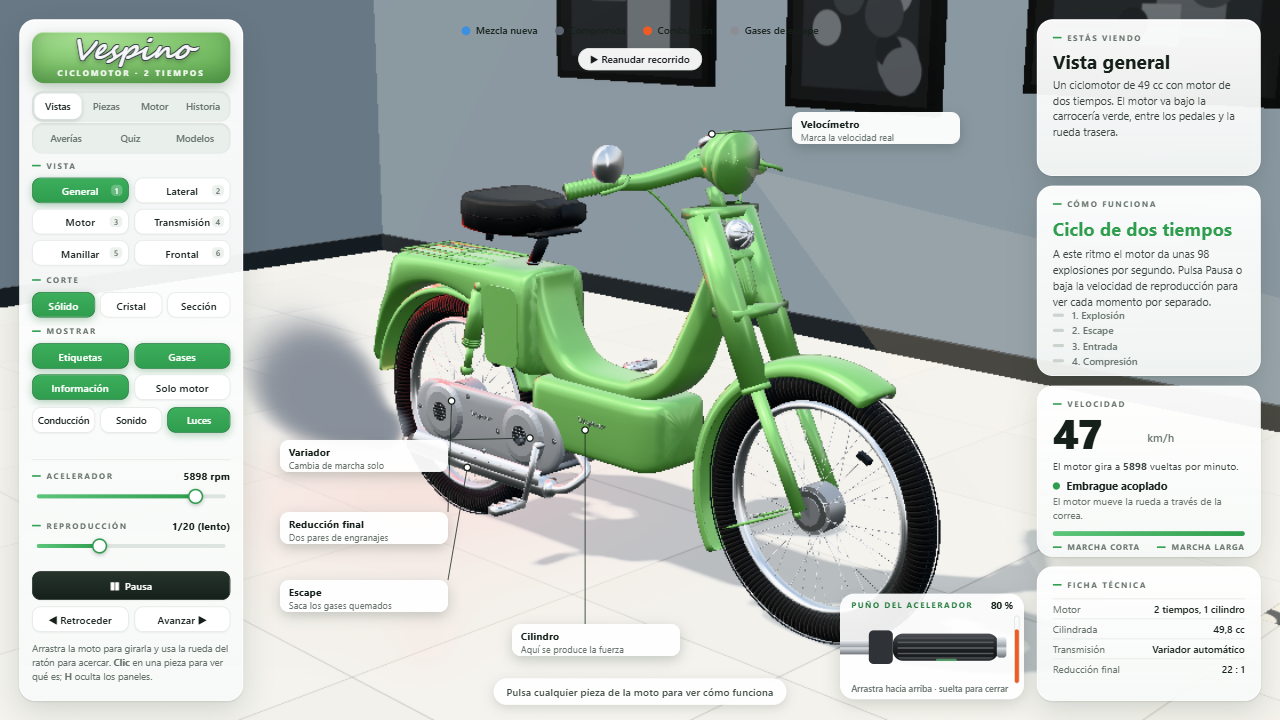 Vespino
CICLOMOTOR · 2 TIEMPOS
Vistas
Piezas
Motor
Historia
Averías
Quiz
Modelos
VISTA
General 1
Lateral 2
Motor 3
Transmisión 4
Manillar 5
Frontal 6
CORTE
Sólido
Cristal
Sección
MOSTRAR
Etiquetas
Gases
Información
Solo motor
Conducción
Sonido
Luces
ACELERADOR 5898 rpm
REPRODUCCIÓN 1/20 (lento)
Pausa
◀ Retroceder
Avanzar ▶
Arrastra la moto para girarla y usa la rueda del
ratón para acercar. Clic en una pieza para ver
qué es; H oculta los paneles.
Mezcla nueva
Gases de escape
▶ Reanudar recorrido
Velocímetro
Marca la velocidad real
Variador
Cambia de marcha solo
Reducción final
Dos pares de engranajes
Escape
Saca los gases quemados
Cilindro
Aquí se produce la fuerza
Pulsa cualquier pieza de la moto para ver cómo funciona
PUÑO DEL ACELERADOR 80 %
Arrastra hacia arriba · suelta para cerrar
ESTÁS VIENDO
Vista general
Un ciclomotor de 49 cc con motor de
dos tiempos. El motor va bajo la
carrocería verde, entre los pedales y la
rueda trasera.
CÓMO FUNCIONA
Ciclo de dos tiempos
A este ritmo el motor da unas 98
explosiones por segundo. Pulsa Pausa o
baja la velocidad de reproducción para
ver cada momento por separado.
1. Explosión
2. Escape
3. Entrada
4. Compresión
VELOCIDAD
47 km/h
El motor gira a 5898 vueltas por minuto.
Embrague acoplado
El motor mueve la rueda a través de la
correa.
MARCHA CORTA
MARCHA LARGA
FICHA TÉCNICA
Motor 2 tiempos, 1 cilindro
Cilindrada 49,8 cc
Transmisión Variador automático
Reducción final 22 : 1